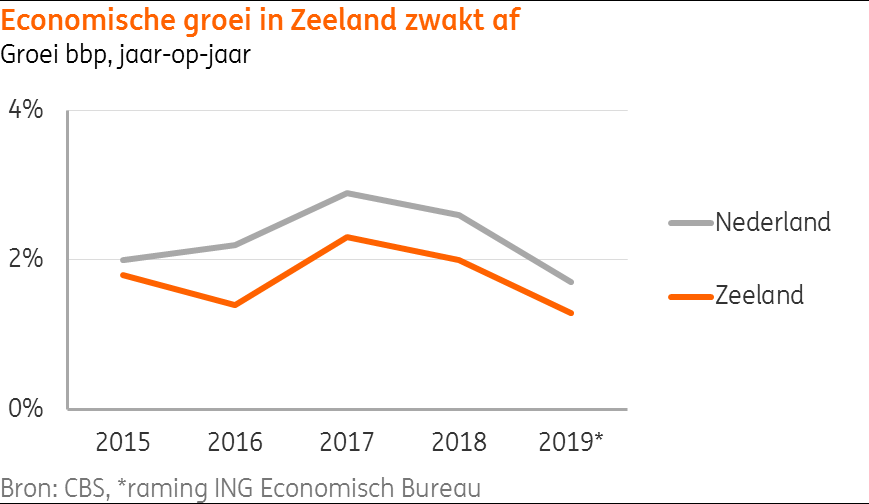 Economische groei in Zeeland zwakt af
Groei bbp, jaar-op-jaar
4%
2%
0%
2015 2016 2017 2018 2019*
Nederland
Zeeland
Bron: CBS, *raming ING Economisch Bureau